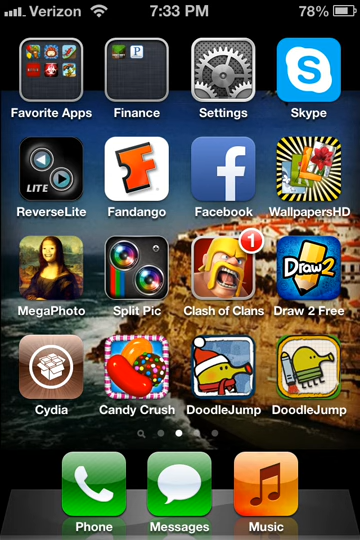 Verizon 7:33 PM 78%
Favorite Apps Finance Settings Skype
LITE
ReverseLite Fandango Facebook WallpapersHD
1 Draw 2
MegaPhoto Split Pic Clash of Clans Draw 2 Free
Cydia Candy Crush DoodleJump DoodleJump
Phone Messages Music